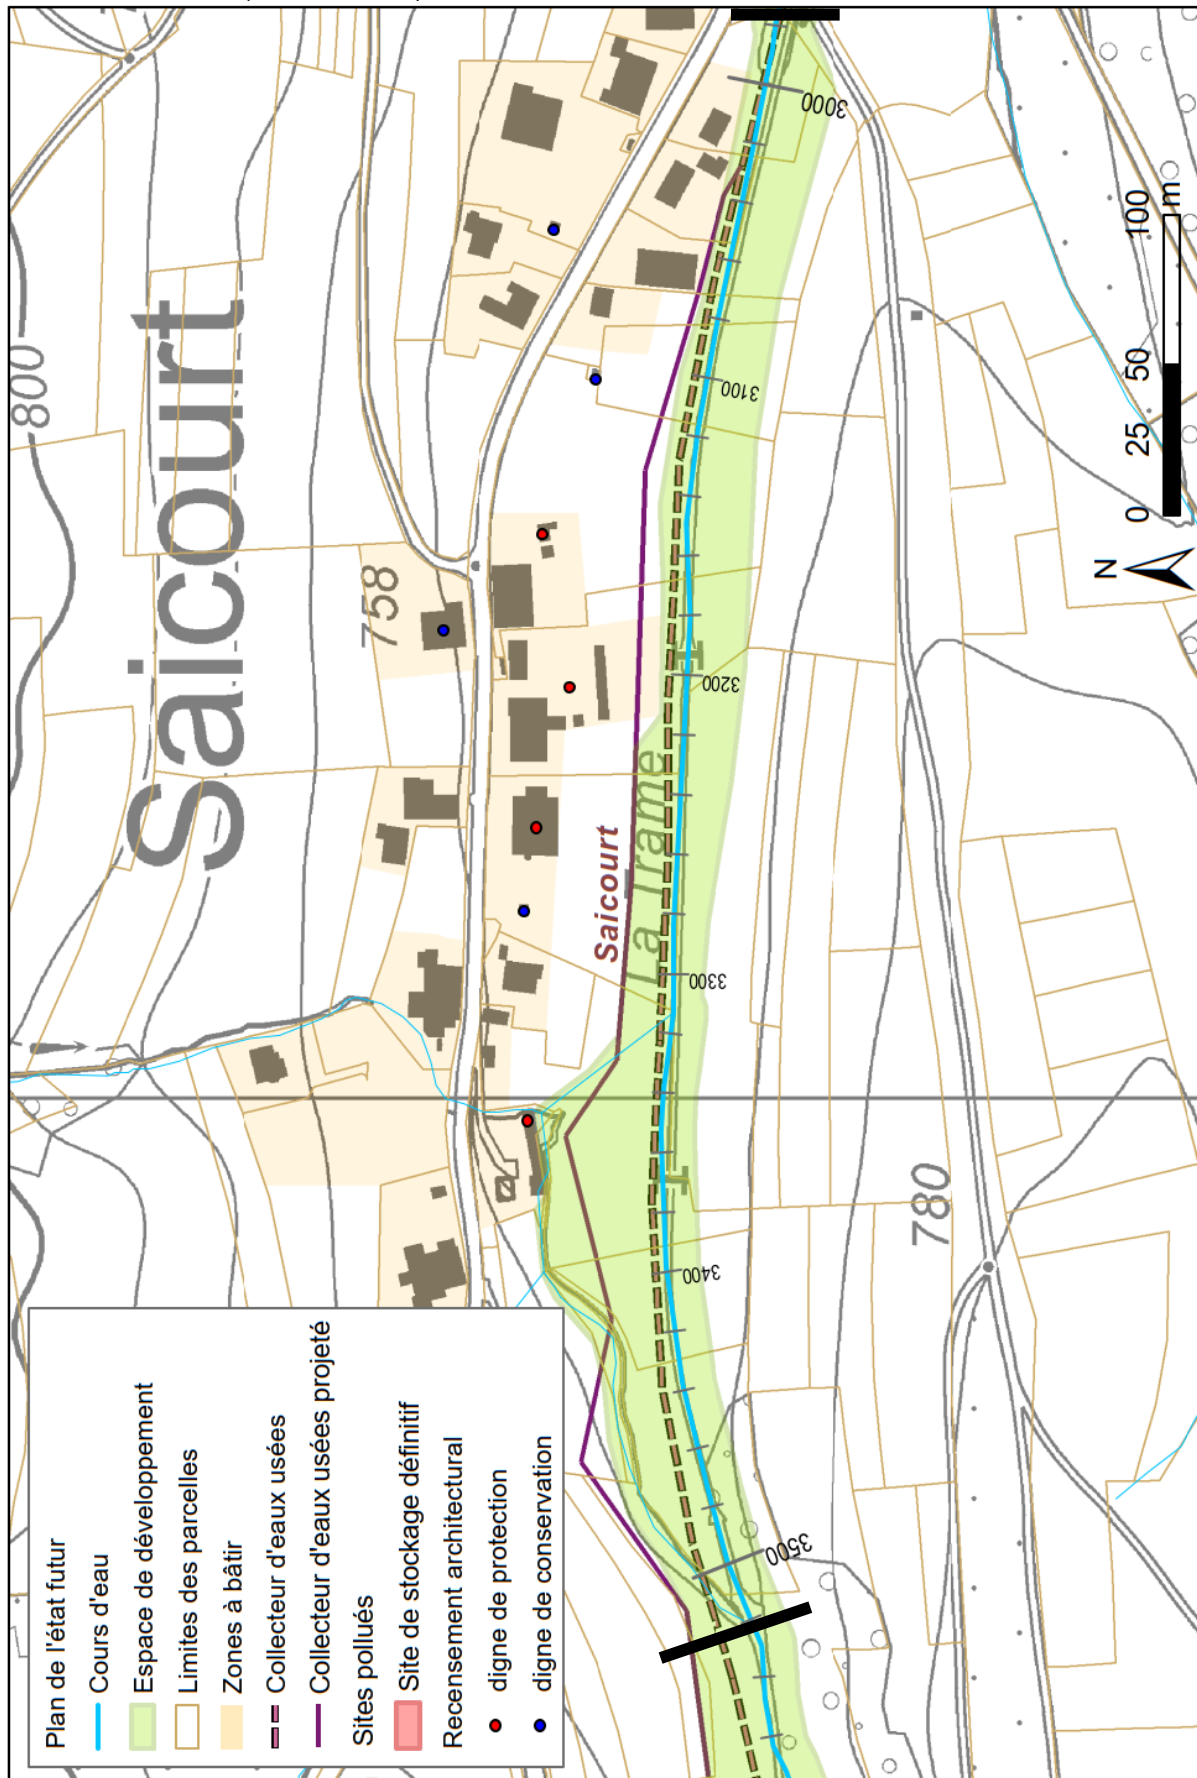 Plan de l'état futur
Cours d'eau
Espace de développement
Limites des parcelles
Zones à bâtir
Collecteur d'eaux usées
Collecteur d'eaux usées projeté
Sites pollués
Site de stockage définitif
Recensement architectural
digne de protection
digne de conservation
800
Saicourt
758
Saicourt
La Trame
780
3500
3400
3300
3200
3100
3000
N
0 25 50 100
m